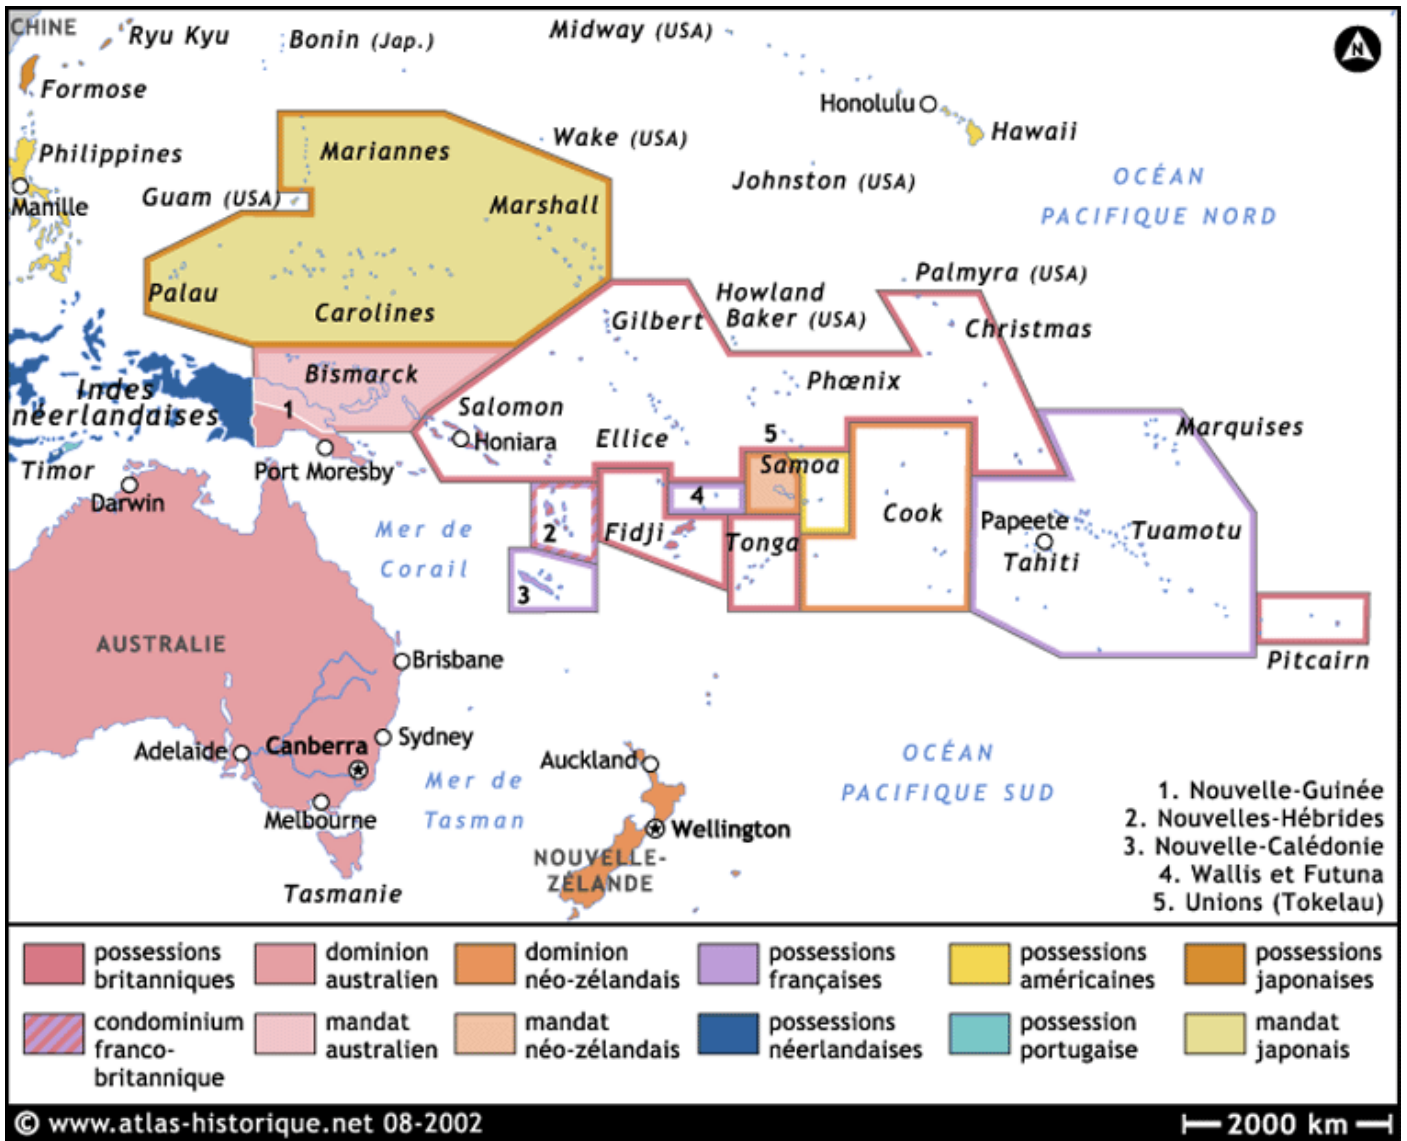 CHINE
Ryu Kyu
Bonin (Jap.)
Midway (USA)
N
Formose
Honolulu
Hawaii
Philippines
Mariannes
Wake (USA)
Johnston (USA)
OCÉAN
PACIFIQUE NORD
Manille
Guam (USA)
Marshall
Palau
Carolines
Palmyra (USA)
Howland
Baker (USA)
Gilbert
Christmas
Indes
néerlandaises
Bismarck
1
Phœnix
Salomon
Honiara
Ellice
5
Marquises
Timor
Port Moresby
Samoa
Darwin
4
Mer de
Corail
2
Fidji
Tonga
Cook
Papeete
Tahiti
Tuamotu
3
AUSTRALIE
Brisbane
Pitcairn
Adelaide
Canberra
Sydney
Melbourne
Mer de
Tasman
Auckland
OCÉAN
PACIFIQUE SUD
Wellington
NOUVELLE-
ZÉLANDE
Tasmanie
1. Nouvelle-Guinée
2. Nouvelles-Hébrides
3. Nouvelle-Calédonie
4. Wallis et Futuna
5. Unions (Tokelau)
possessions
britanniques
dominion
australien
dominion
néo-zélandais
possessions
françaises
possessions
américaines
possessions
japonaises
condominium
franco-
britannique
mandat
australien
mandat
néo-zélandais
possessions
néerlandaises
possession
portugaise
mandat
japonais
© www.atlas-historique.net 08-2002
2000 km